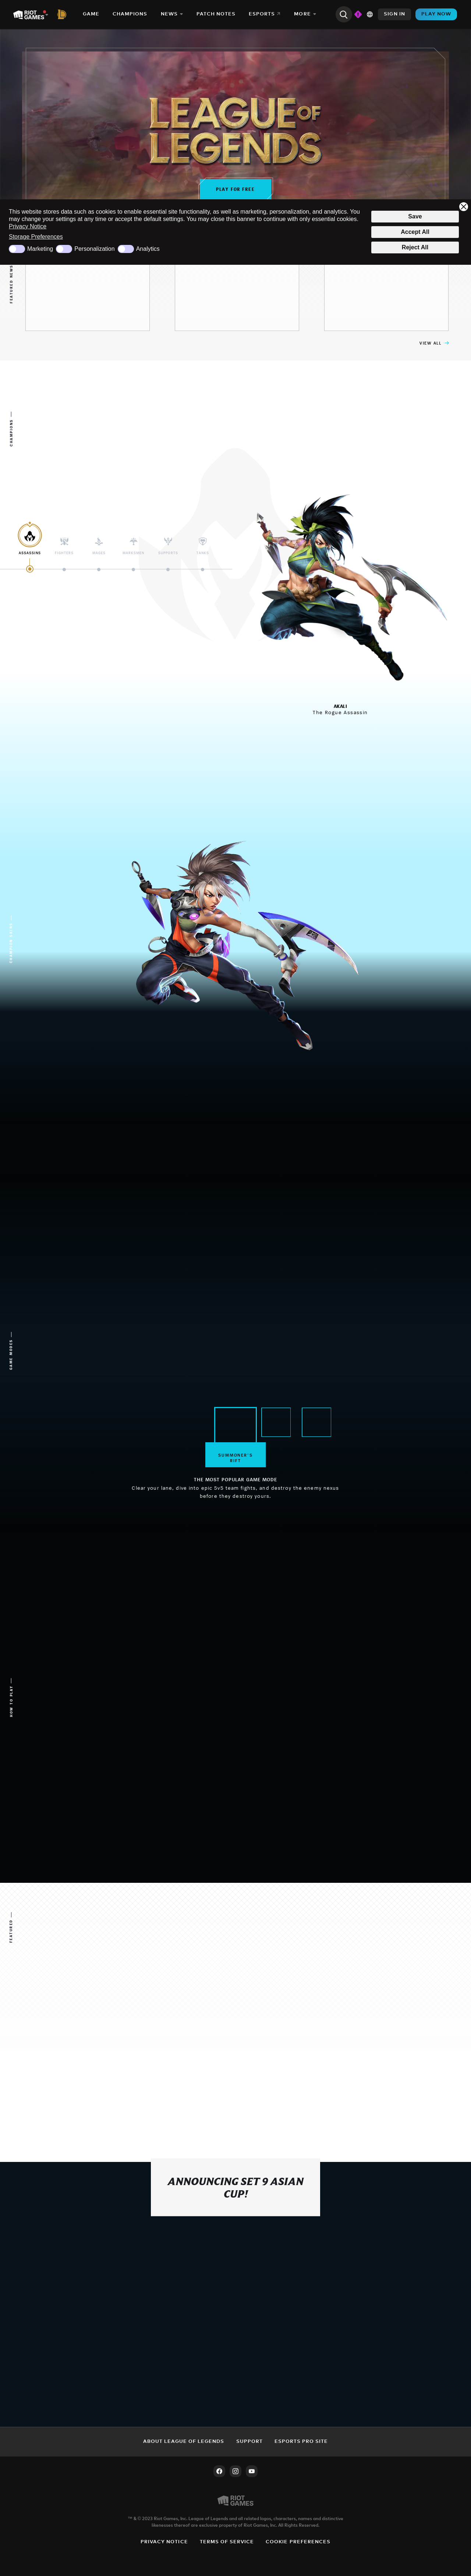 RIOT GAMES
GAME
CHAMPIONS
NEWS
PATCH NOTES
ESPORTS
MORE
SIGN IN
PLAY NOW
LEAGUE OF LEGENDS
PLAY FOR FREE
This website stores data such as cookies to enable essential site functionality, as well as marketing, personalization, and analytics. You
may change your settings at any time or accept the default settings. You may close this banner to continue with only essential cookies.
Privacy Notice
Storage Preferences
Marketing
Personalization
Analytics
Save
Accept All
Reject All
FEATURED NEWS
VIEW ALL
CHAMPIONS
ASSASSINS
FIGHTERS
MAGES
MARKSMEN
SUPPORTS
TANKS
AKALI
The Rogue Assassin
GAME MODES
SUMMONER'S
RIFT
THE MOST POPULAR GAME MODE
Clear your lane, dive into epic 5v5 team fights, and destroy the enemy nexus
before they destroy yours.
HOW TO PLAY
FEATURED
ANNOUNCING SET 9 ASIAN
CUP!
ABOUT LEAGUE OF LEGENDS
SUPPORT
ESPORTS PRO SITE
RIOT GAMES
™ & © 2023 Riot Games, Inc. League of Legends and all related logos, characters, names and distinctive
likenesses thereof are exclusive property of Riot Games, Inc. All Rights Reserved.
PRIVACY NOTICE
TERMS OF SERVICE
COOKIE PREFERENCES